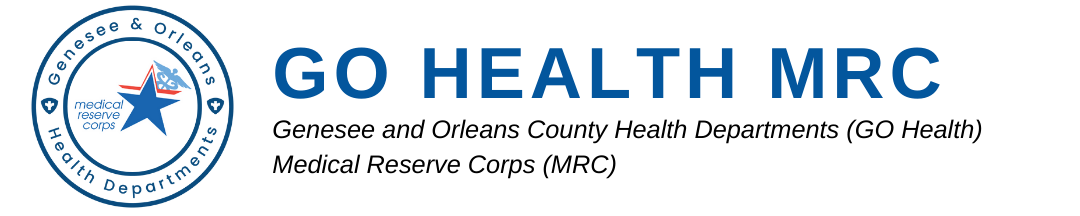 Genesee & Orleans
medical
reserve
corps
Health Departments
GO HEALTH MRC
Genesee and Orleans County Health Departments (GO Health)
Medical Reserve Corps (MRC)